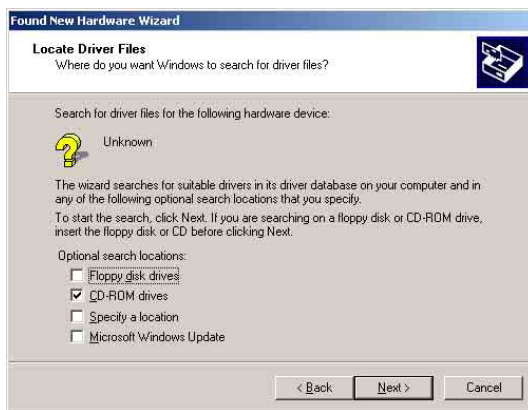 Found New Hardware Wizard
Locate Driver Files
Where do you want Windows to search for driver files?
Search for driver files for the following hardware device:
Unknown
The wizard searches for suitable drivers in its driver database on your computer and in
any of the following optional search locations that you specify.
To start the search, click Next. If you are searching on a floppy disk or CD-ROM drive,
insert the floppy disk or CD before clicking Next.
Optional search locations:
Floppy disk drives
CD-ROM drives
Specify a location
Microsoft Windows Update
< Back Next > Cancel